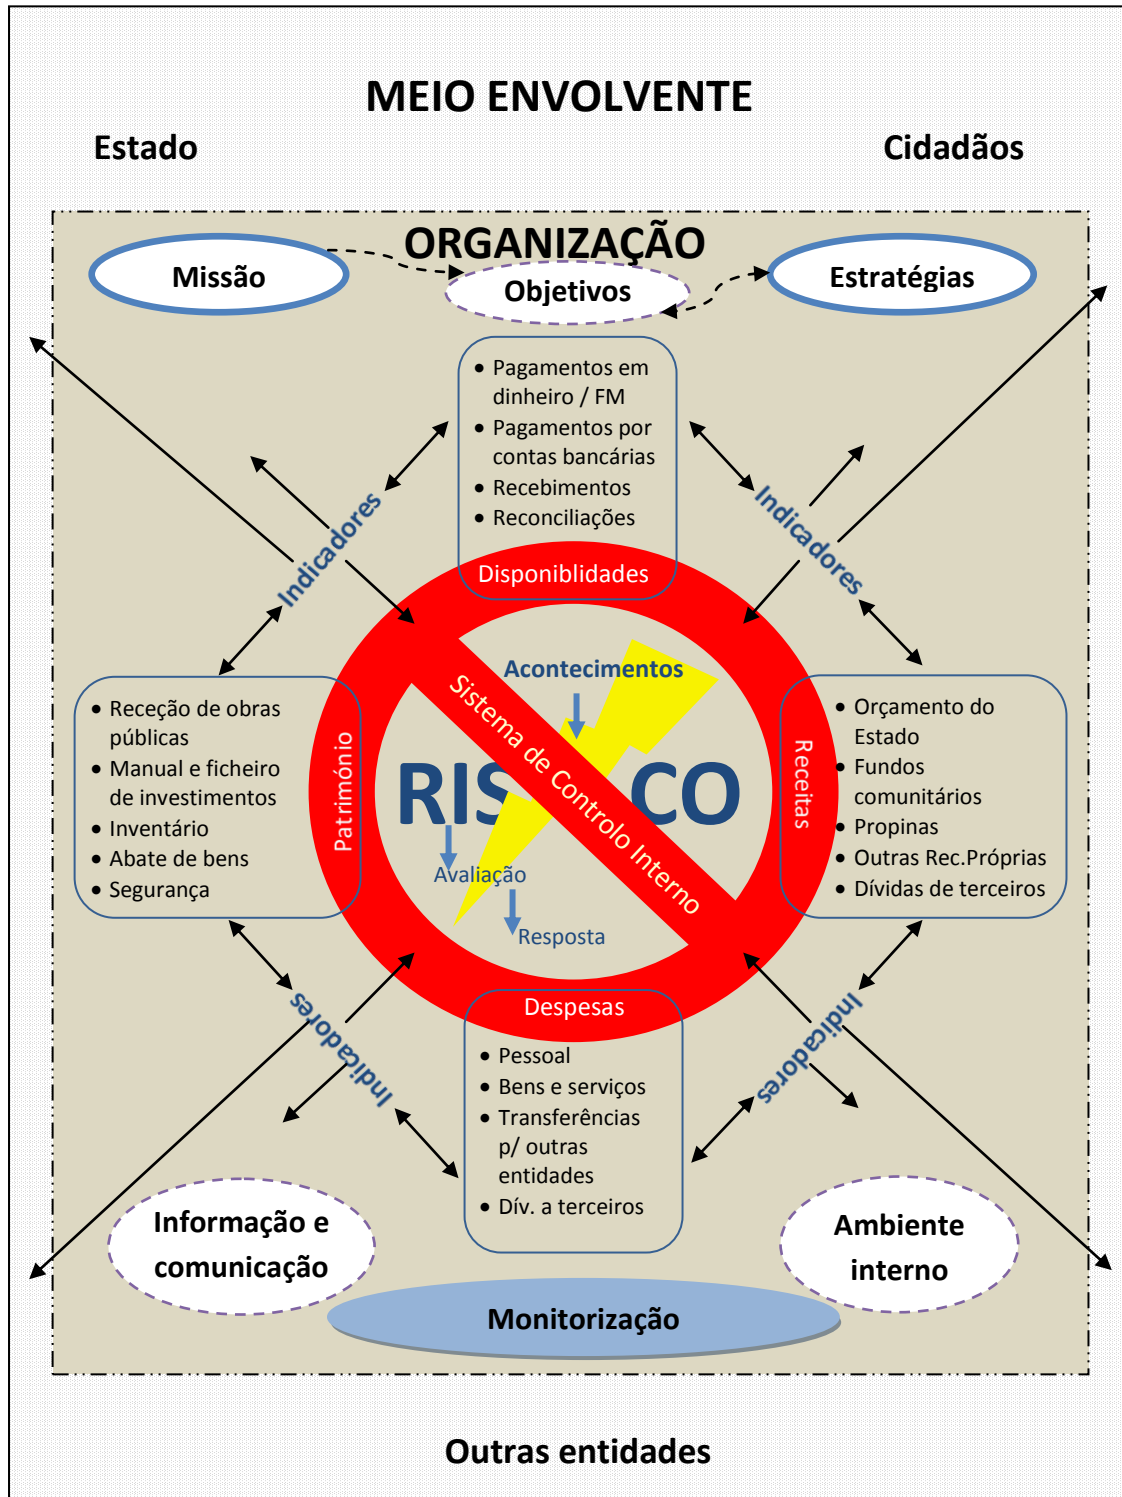 MEIO ENVOLVENTE
Estado
Cidadãos
ORGANIZAÇÃO
Missão
Objetivos
Estratégias
• Pagamentos em
dinheiro / FM
• Pagamentos por
contas bancárias
• Recebimentos
• Reconciliações
Disponiblidades
Indicadores
Indicadores
• Receção de obras
públicas
• Manual e ficheiro
de investimentos
• Inventário
• Abate de bens
• Segurança
Património
Acontecimentos
Sistema de Controlo Interno
RIS CO
Avaliação
Resposta
Receitas
• Orçamento do
Estado
• Fundos
comunitários
• Propinas
• Outras Rec.Próprias
• Dívidas de terceiros
Indicadores
Indicadores
Despesas
• Pessoal
• Bens e serviços
• Transferências
p/ outras
entidades
• Dív. a terceiros
Informação e
comunicação
Ambiente
interno
Monitorização
Outras entidades